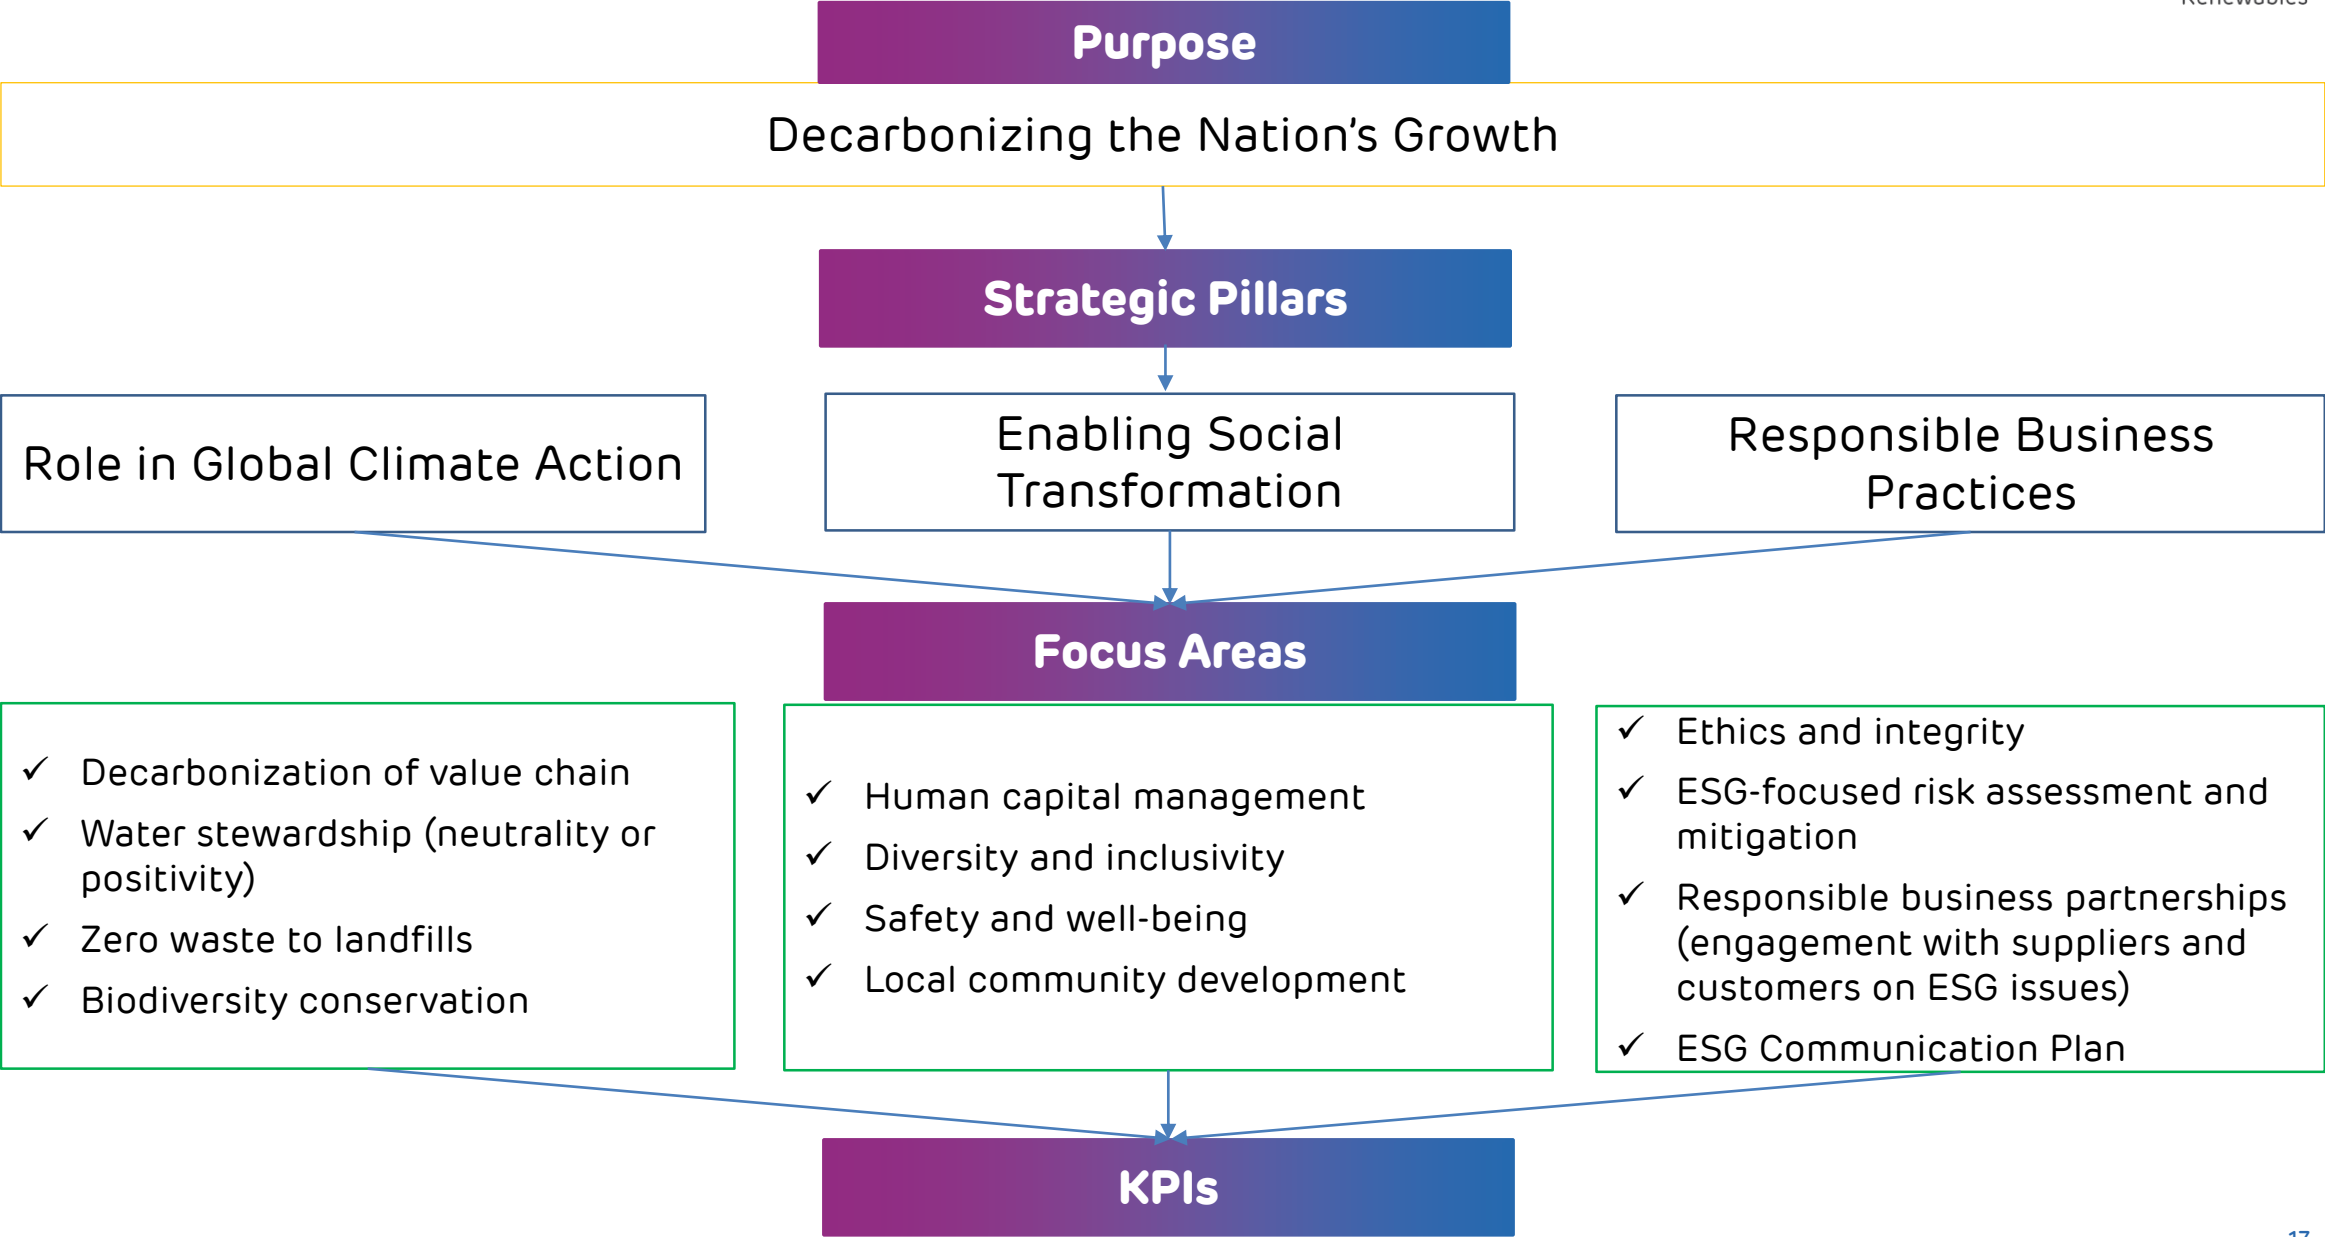 Renewables
Purpose
Decarbonizing the Nation's Growth
Strategic Pillars
Role in Global Climate Action
Enabling Social
Transformation
Responsible Business
Practices
Focus Areas
✓ Decarbonization of value chain
✓ Water stewardship (neutrality or
positivity)
✓ Zero waste to landfills
✓ Biodiversity conservation
✓ Human capital management
✓ Diversity and inclusivity
✓ Safety and well-being
✓ Local community development
✓ Ethics and integrity
✓ ESG-focused risk assessment and
mitigation
✓ Responsible business partnerships
(engagement with suppliers and
customers on ESG issues)
✓ ESG Communication Plan
KPIs
17